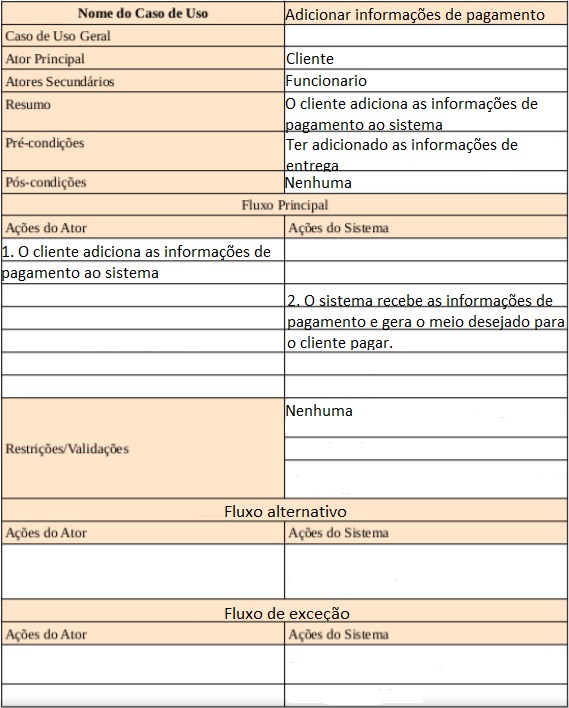 Nome do Caso de Uso Adicionar informações de pagamento
Caso de Uso Geral
Ator Principal Cliente
Atores Secundários Funcionario
Resumo O cliente adiciona as informações de
pagamento ao sistema
Pré-condições Ter adicionado as informações de
entrega
Pós-condições Nenhuma
Fluxo Principal
Ações do Ator Ações do Sistema
1. O cliente adiciona as informações de
pagamento ao sistema
2. O sistema recebe as informações de
pagamento e gera o meio desejado para
o cliente pagar.
Restrições/Validações Nenhuma
Fluxo alternativo
Ações do Ator Ações do Sistema
Fluxo de exceção
Ações do Ator Ações do Sistema